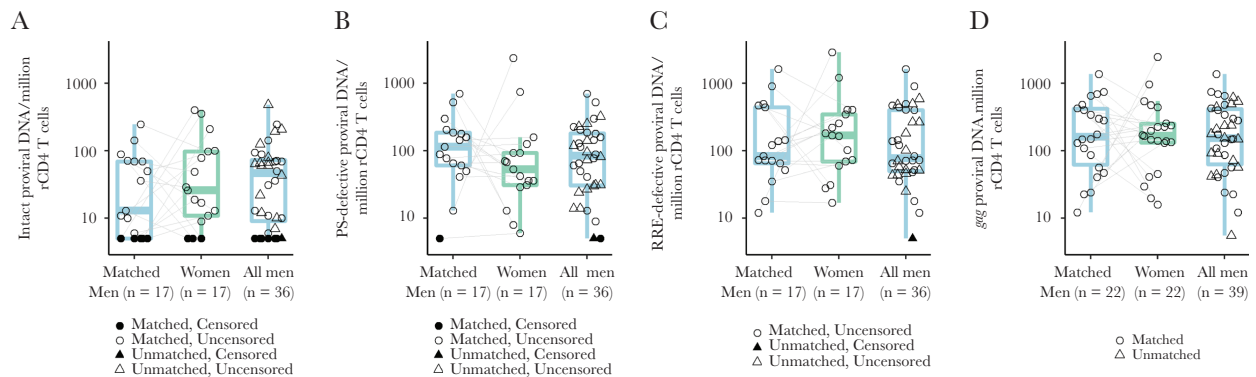 A
Intact proviral DNA/million
rCD4 T cells
1000
100
10
Matched
Men (n = 17)
Women
(n = 17)
All men
(n = 36)
Matched, Censored
Matched, Uncensored
Unmatched, Censored
Unmatched, Uncensored
B
PS-defective proviral DNA/
million rCD4 T cells
1000
100
10
Matched
Men (n = 17)
Women
(n = 17)
All men
(n = 36)
Matched, Censored
Matched, Uncensored
Unmatched, Censored
Unmatched, Uncensored
C
RRE-defective proviral DNA/
million rCD4 T cells
1000
100
10
Matched
Men (n = 17)
Women
(n = 17)
All men
(n = 36)
Matched, Uncensored
Unmatched, Censored
Unmatched, Uncensored
D
gag proviral DNA.million
rCD4 T cells
1000
100
10
Matched
Men (n = 22)
Women
(n = 22)
All men
(n = 39)
Matched
Unmatched